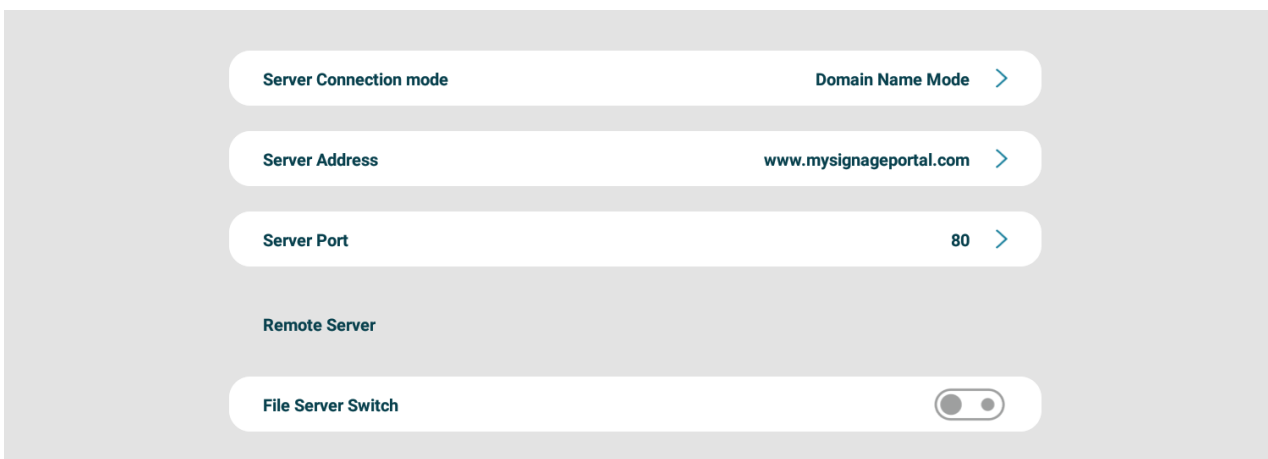 Server Connection mode Domain Name Mode
Server Address www.mysignageportal.com
Server Port 80
Remote Server
File Server Switch